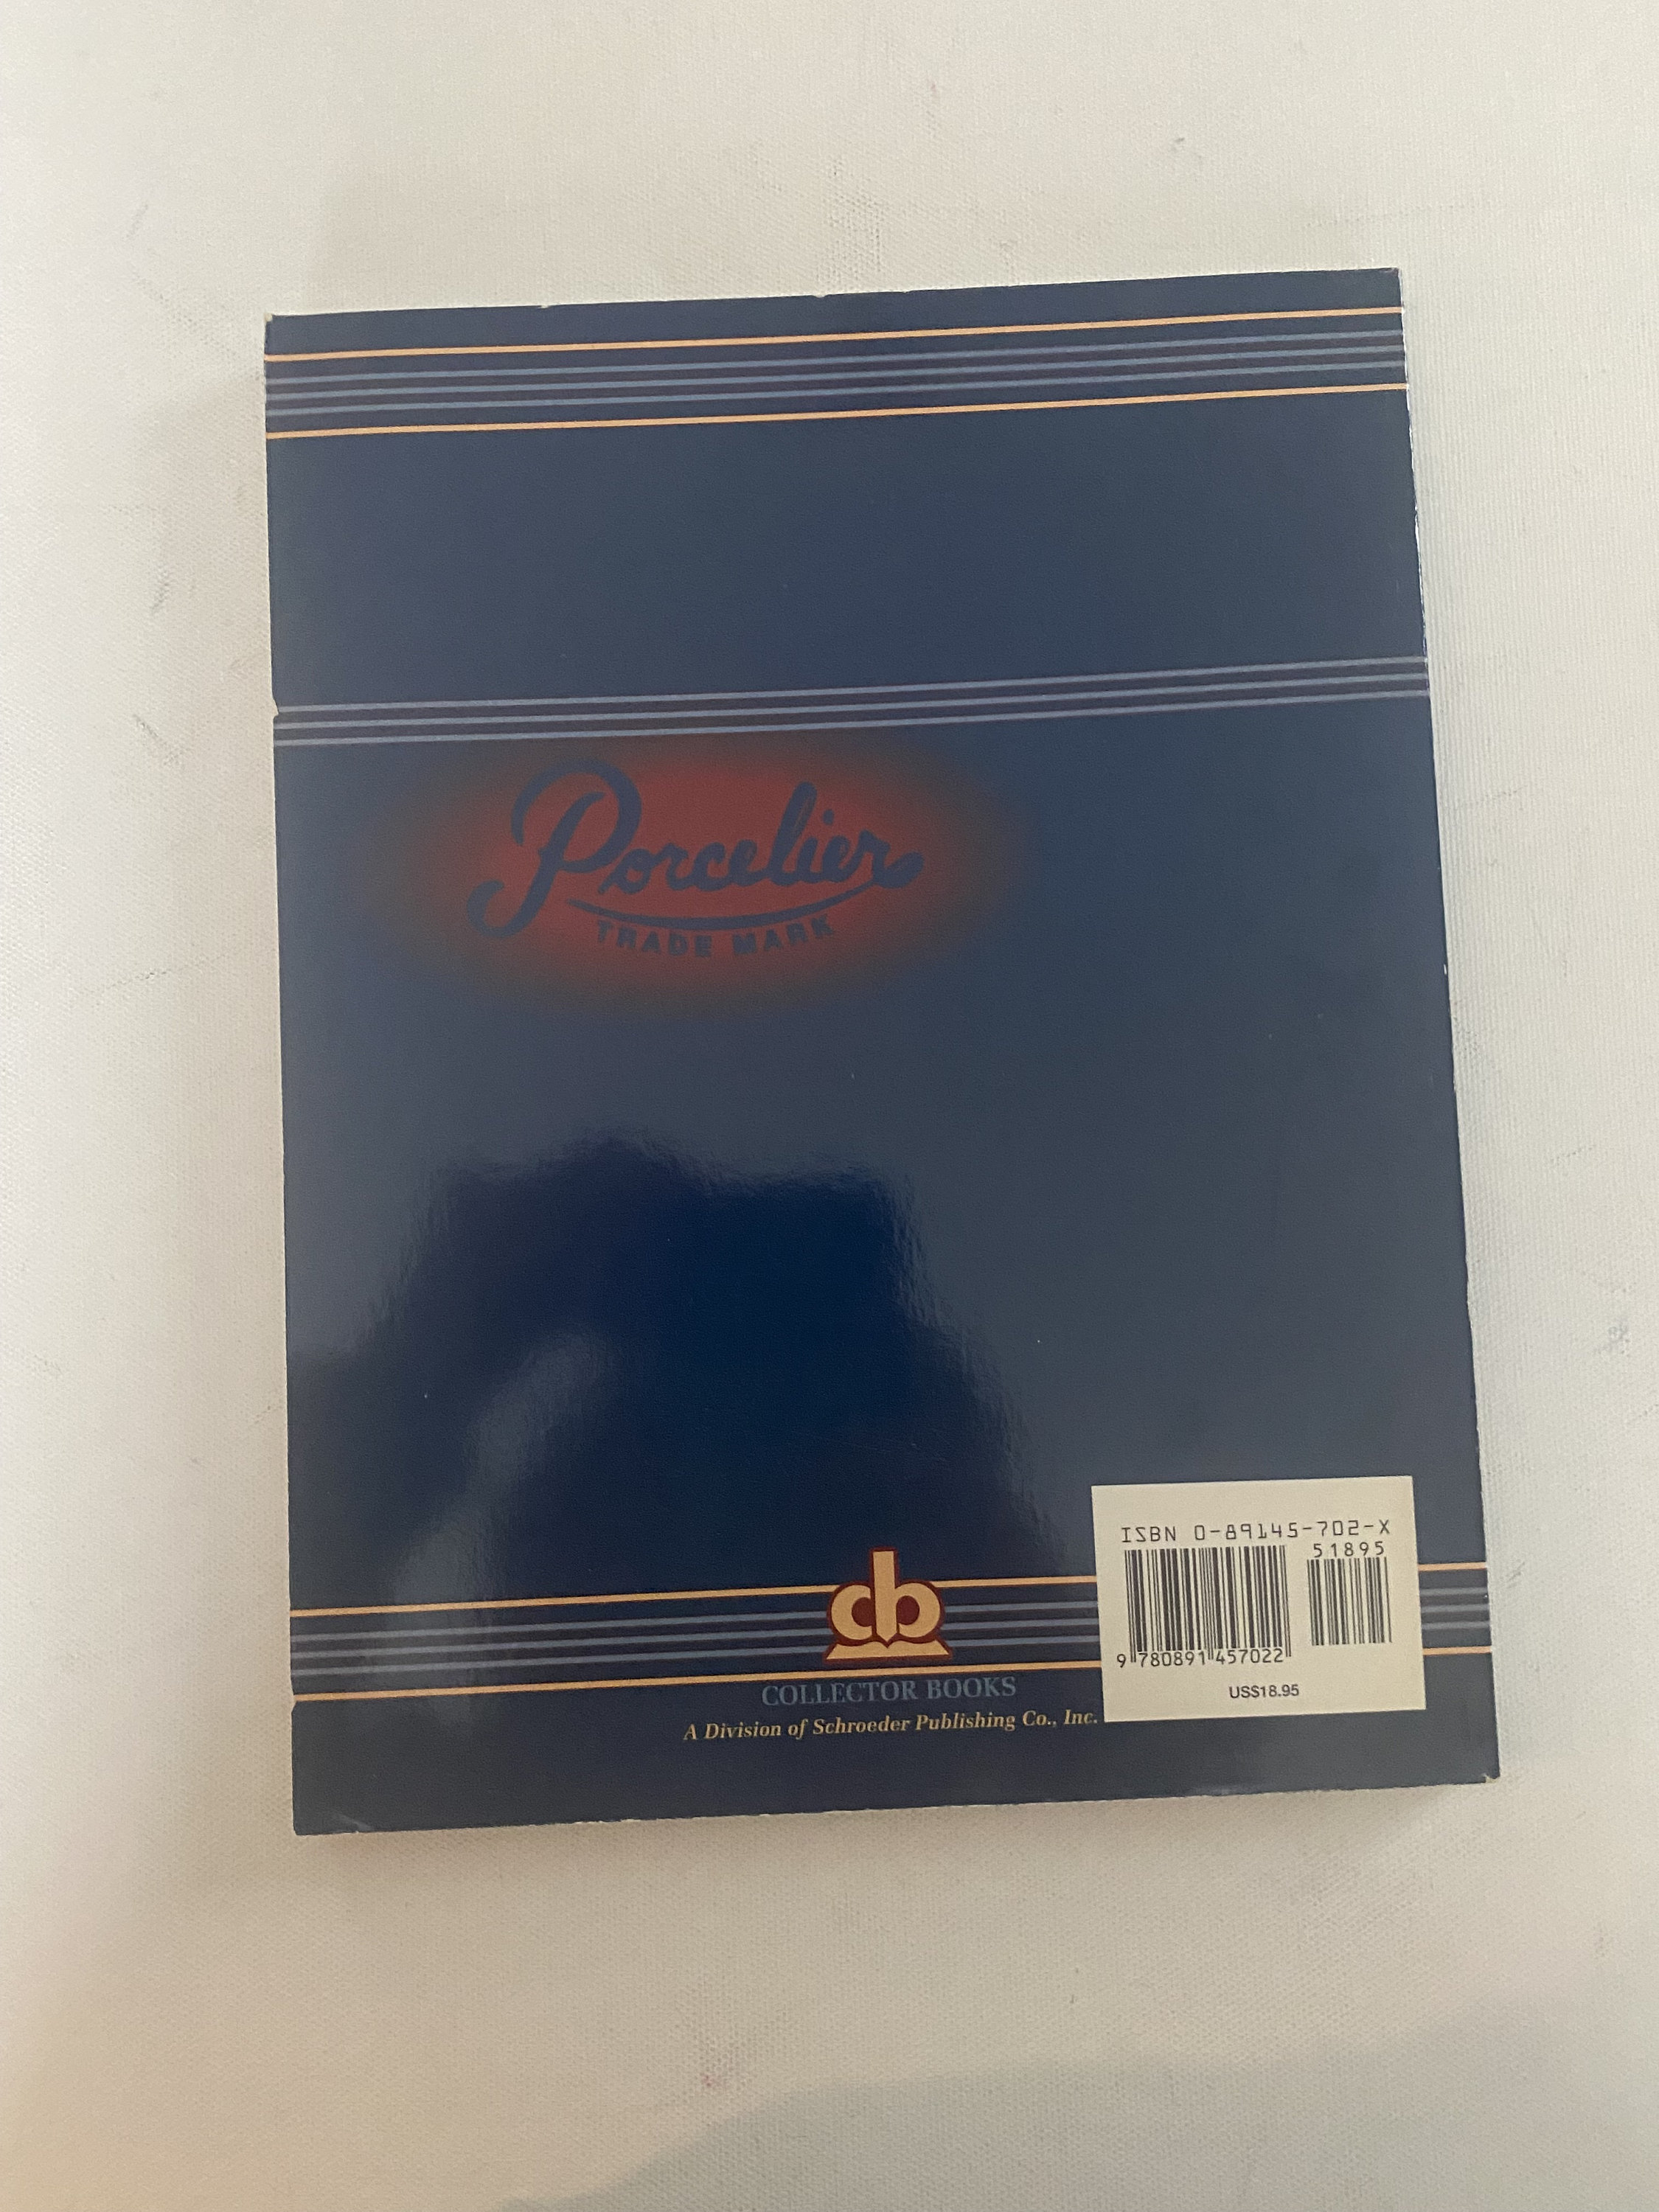 Porcelier
TRADE MARK
ISBN 0-89145-702-X
51895
9 780891 457022
US$18.95
cb
COLLECTOR BOOKS
A Division of Schroeder Publishing Co., Inc.